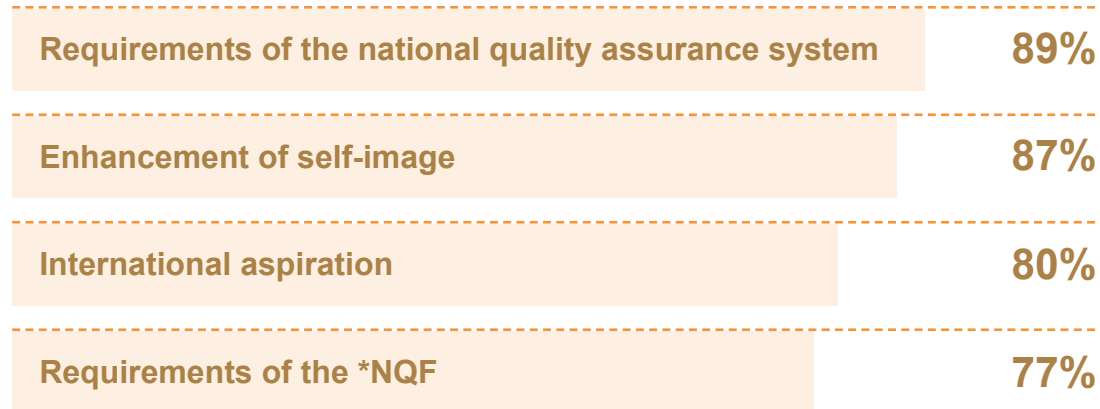 Requirements of the national quality assurance system 89%
Enhancement of self-image 87%
International aspiration 80%
Requirements of the *NQF 77%